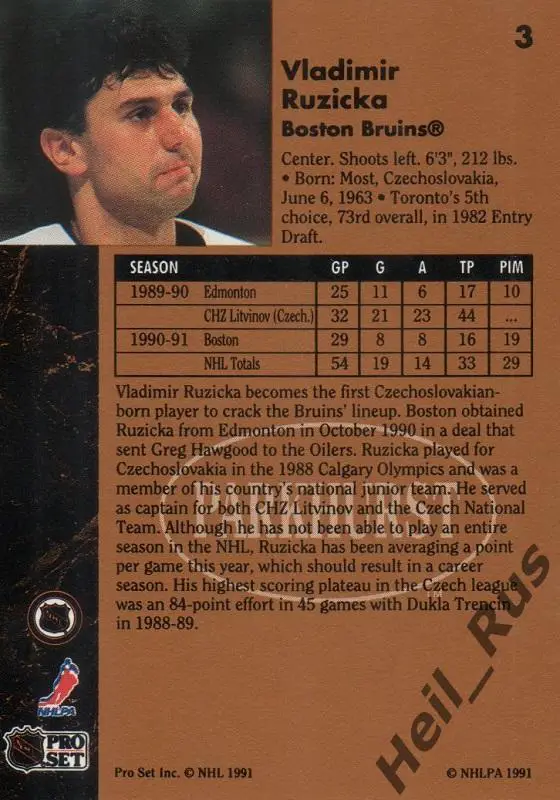 3
Vladimir
Ruzicka
Boston Bruins®
Center. Shoots left. 6'3", 212 lbs.
• Born: Most, Czechoslovakia,
June 6, 1963 • Toronto's 5th
choice, 73rd overall, in 1982 Entry
Draft.
SEASON GP G A TP PIM
1989-90 Edmonton 25 11 6 17 10
CHZ Litvinov (Czech.) 32 21 23 44 ...
1990-91 Boston 29 8 8 16 19
NHL Totals 54 19 14 33 29
Vladimir Ruzicka becomes the first Czechoslovakian-
born player to crack the Bruins' lineup. Boston obtained
Ruzicka from Edmonton in October 1990 in a deal that
sent Greg Hawgood to the Oilers. Ruzicka played for
Czechoslovakia in the 1988 Calgary Olympics and was a
member of his country's national junior team. He served
as captain for both CHZ Litvinov and the Czech National
Team. Although he has not been able to play an entire
season in the NHL, Ruzicka has been averaging a point
per game this year, which should result in a career
season. His highest scoring plateau in the Czech league
was an 84-point effort in 45 games with Dukla Trencin
in 1988-89.
PARKHURST
NHL
NHLPA
NHL PRO
SET
Pro Set Inc. © NHL 1991
© NHLPA 1991
Heil_Rus